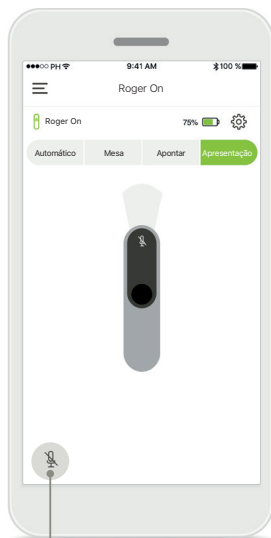 ●●●○○ PH 9:41 AM 100 %
Roger On
Roger On 75%
Automático Mesa Apontar Apresentação